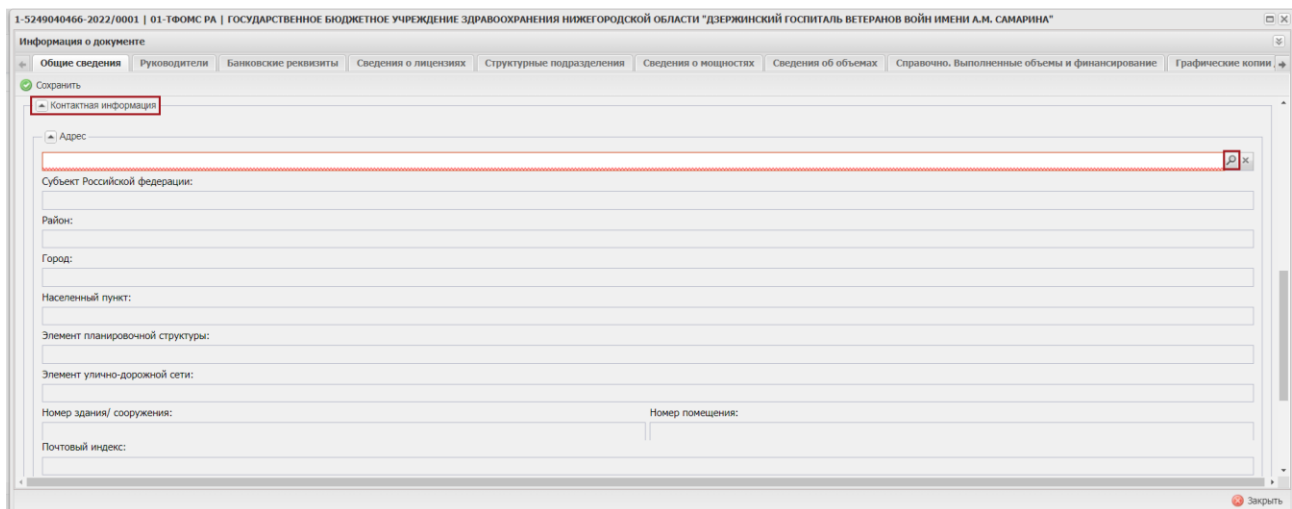 1-5249040466-2022/0001 | 01-ТФОМС РА | ГОСУДАРСТВЕННОЕ БЮДЖЕТНОЕ УЧРЕЖДЕНИЕ ЗДРАВООХРАНЕНИЯ НИЖЕГОРОДСКОЙ ОБЛАСТИ "ДЗЕРЖИНСКИЙ ГОСПИТАЛЬ ВЕТЕРАНОВ ВОЙН ИМЕНИ А.М. САМАРИНА"
Информация о документе
Общие сведения Руководители Банковские реквизиты Сведения о лицензиях Структурные подразделения Сведения о мощностях Сведения об объемах Справочно. Выполненные объемы и финансирование Графические копии
Сохранить
Контактная информация
Адрес
Субъект Российской федерации:
Район:
Город:
Населенный пункт:
Элемент планировочной структуры:
Элемент улично-дорожной сети:
Номер здания/ сооружения: Номер помещения:
Почтовый индекс:
Закрыть